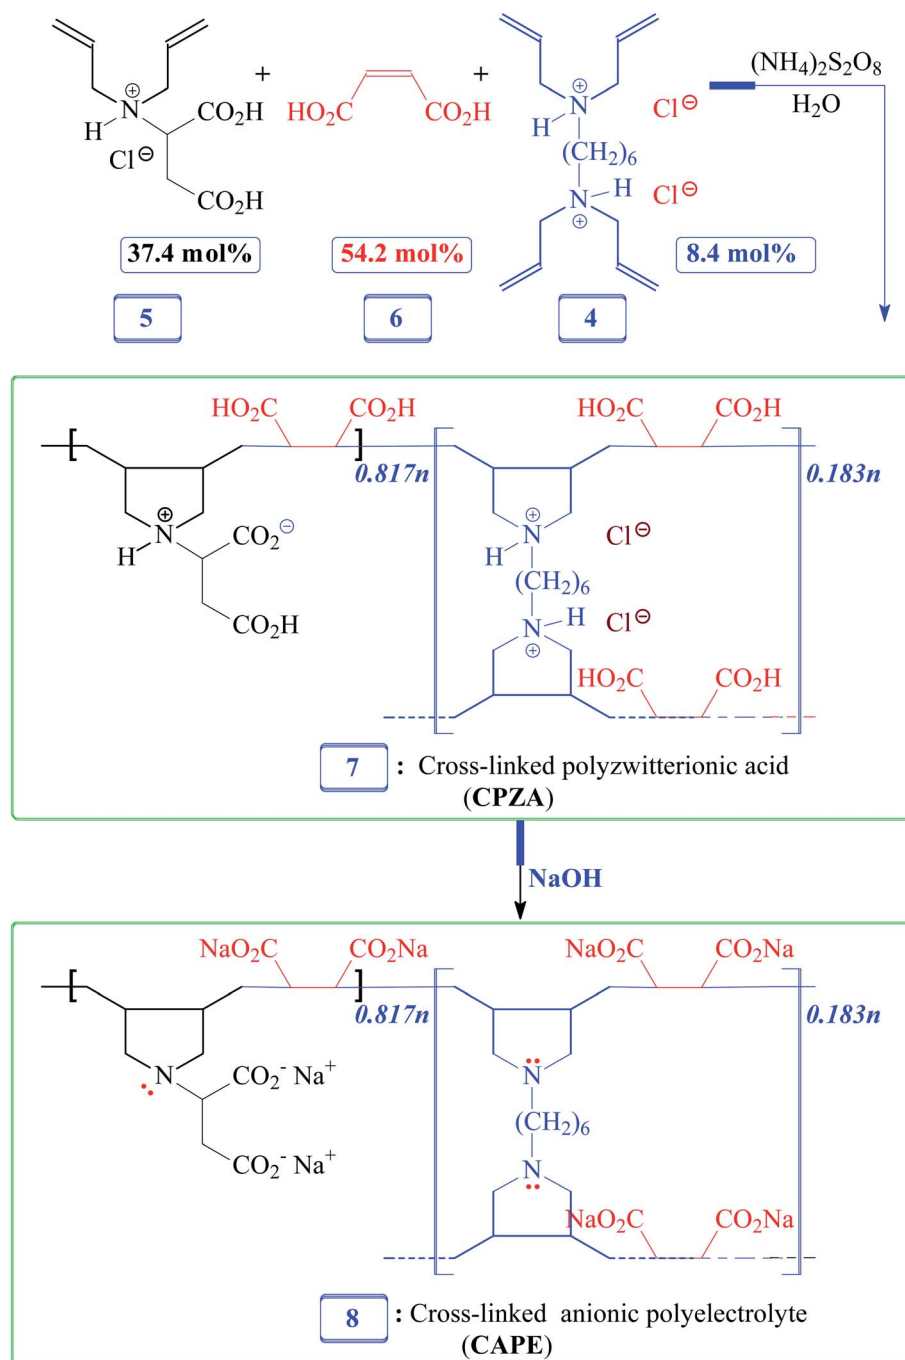 + + (NH4)2S2O8
H2O
HO2C CO2H
N⊕ H CO2H Cl⊖
CO2H
N⊕ H (CH2)6 Cl⊖
N⊕ H Cl⊖
37.4 mol% 54.2 mol% 8.4 mol%
5 6 4
HO2C CO2H HO2C CO2H
[ ]0.817n [ ]0.183n
N⊕ H CO2⊖ N⊕ H Cl⊖
(CH2)6
CO2H N⊕ H Cl⊖
HO2C CO2H
7 : Cross-linked polyzwitterionic acid
(CPZA)
NaOH
NaO2C CO2Na NaO2C CO2Na
[ ]0.817n [ ]0.183n
N CO2- Na+ N
(CH2)6
CO2- Na+ N
NaO2C CO2Na
8 : Cross-linked anionic polyelectrolyte
(CAPE)